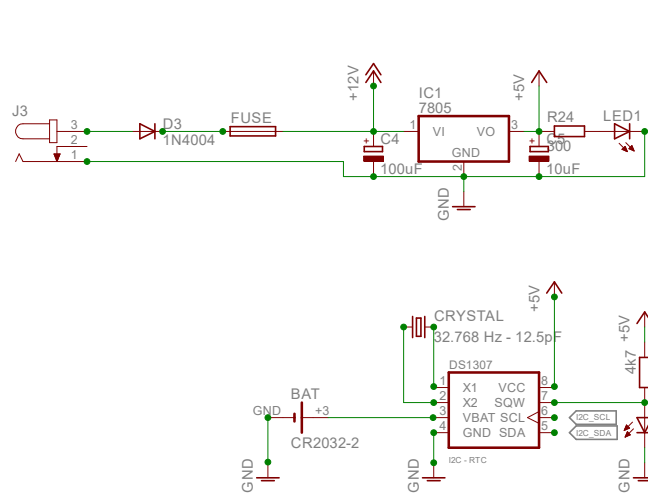 J3
3
2
1
D3
1N4004
FUSE
+12V
C4
100uF
IC1
7805
1
VI
VO
3
GND
2
GND
+5V
C5
10uF
R24
300
LED1
+5V
CRYSTAL
32.768 Hz - 12.5pF
DS1307
1
X1
VCC
8
2
X2
SQW
7
3
VBAT
SCL
6
4
GND
SDA
5
I2C - RTC
I2C_SCL
I2C_SDA
BAT
GND
+3
CR2032-2
GND
GND
+5V
4k7
GND